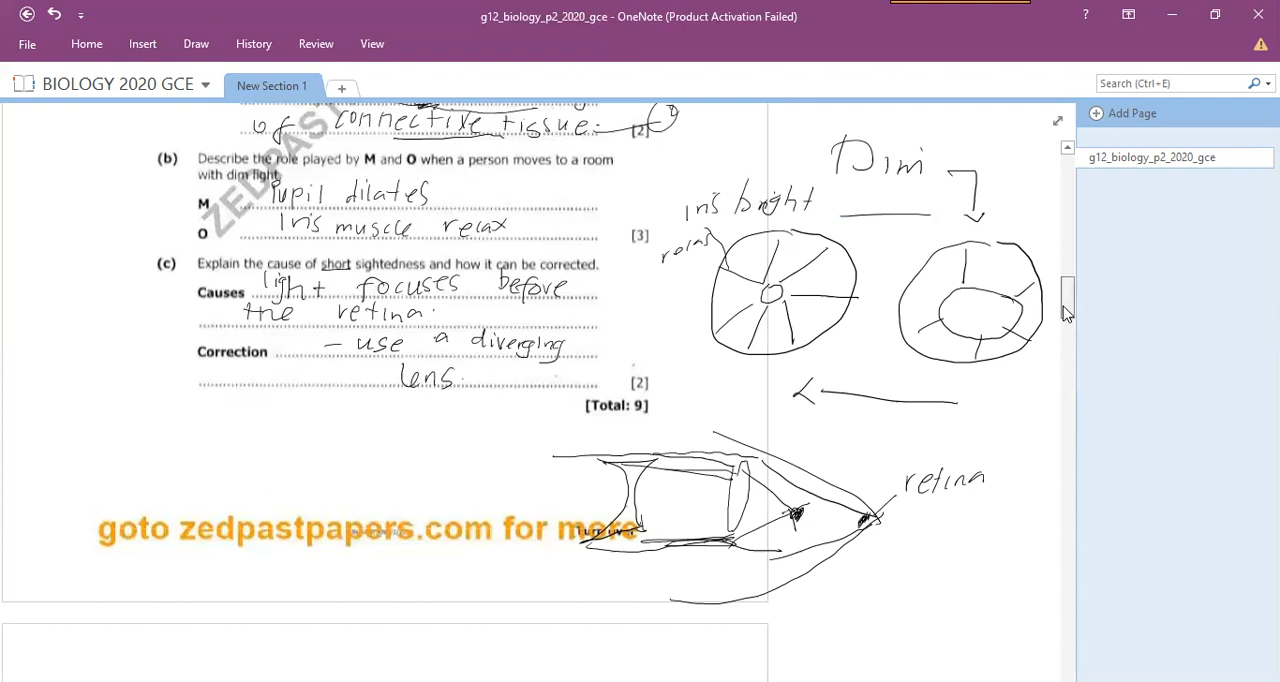 g12_biology_p2_2020_gce - OneNote (Product Activation Failed)
File Home Insert Draw History Review View
BIOLOGY 2020 GCE New Section 1 Search (Ctrl+E)
Add Page
g12_biology_p2_2020_gce
of connective tissue. [2]
(b) Describe the role played by M and O when a person moves to a room
with dim light.
M Pupil dilates
O Iris muscle relax [3]
(c) Explain the cause of short sightedness and how it can be corrected.
Causes light focuses before
the retina.
Correction - use a diverging
lens. [2]
[Total: 9]
ZEDPAST
Dim
iris bright
relax
retina
goto zedpastpapers.com for more